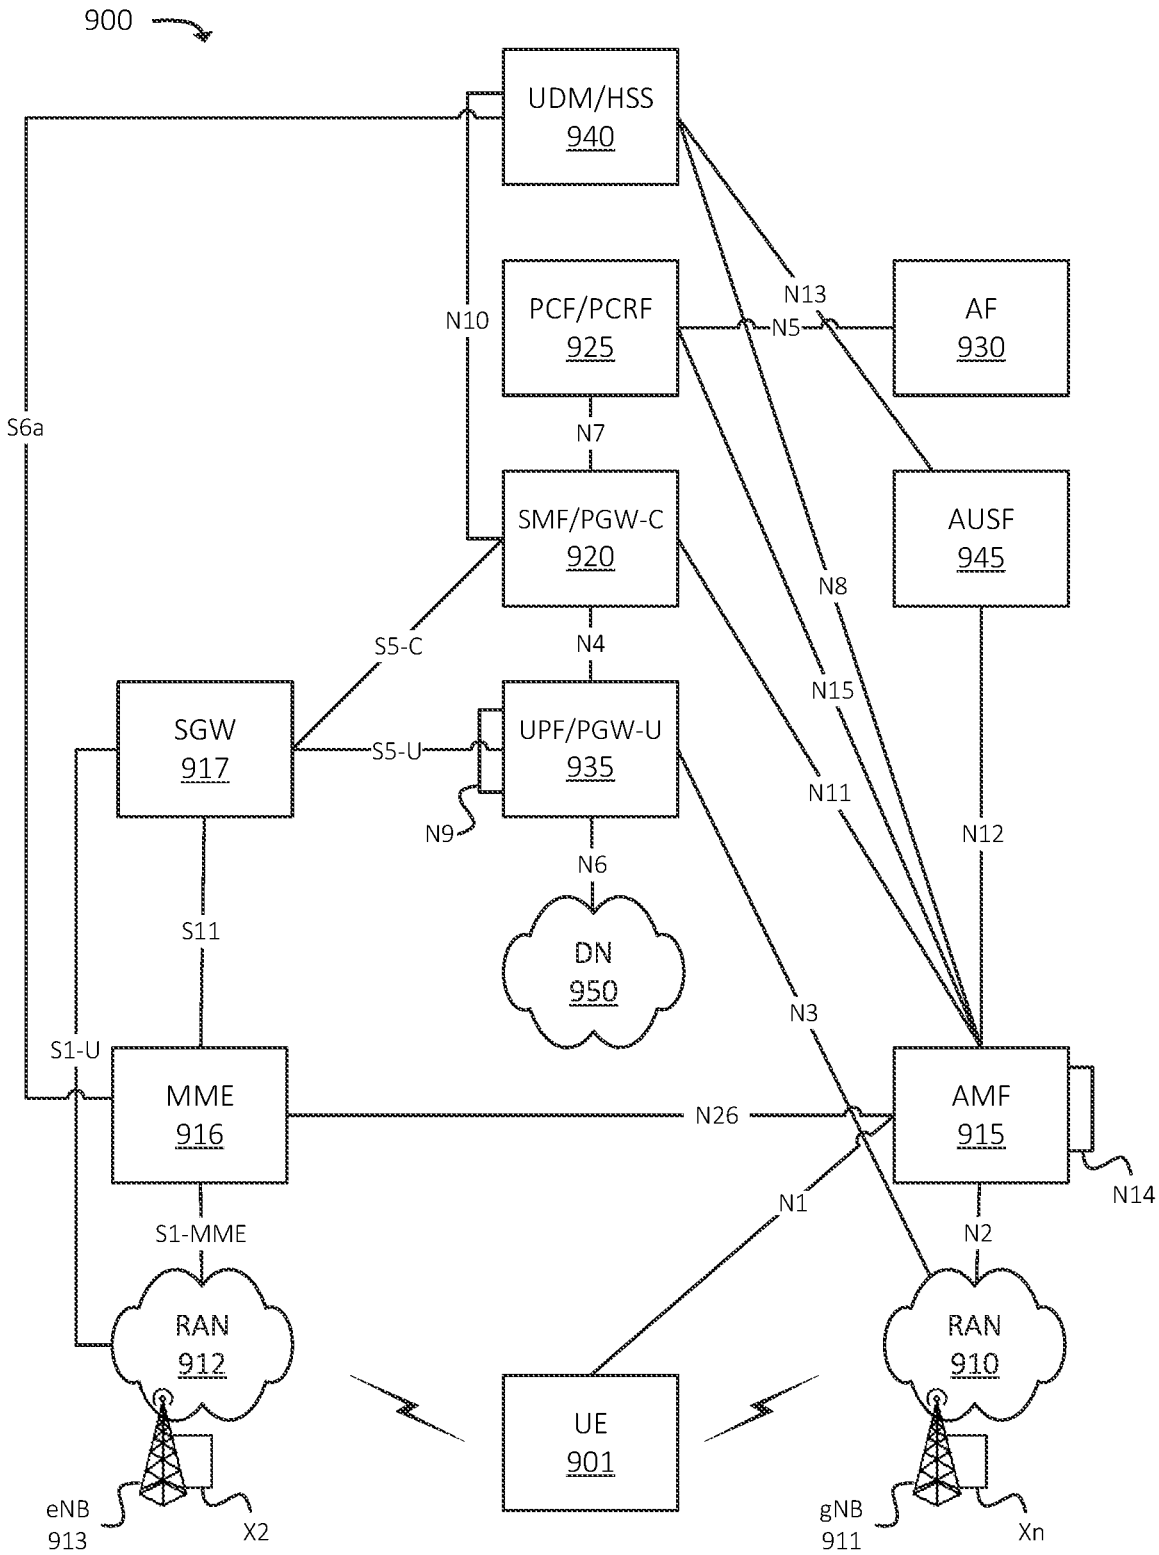 900
UDM/HSS
940
N13
PCF/PCRF
925
N10
N5
AF
930
S6a
N7
SMF/PGW-C
920
AUSF
945
N8
S5-C
N4
N15
SGW
917
S5-U
UPF/PGW-U
935
N11
N9
N6
N12
S11
DN
950
N3
S1-U
MME
916
N26
AMF
915
N14
N1
S1-MME
N2
RAN
912
RAN
910
UE
901
eNB
913
X2
gNB
911
Xn